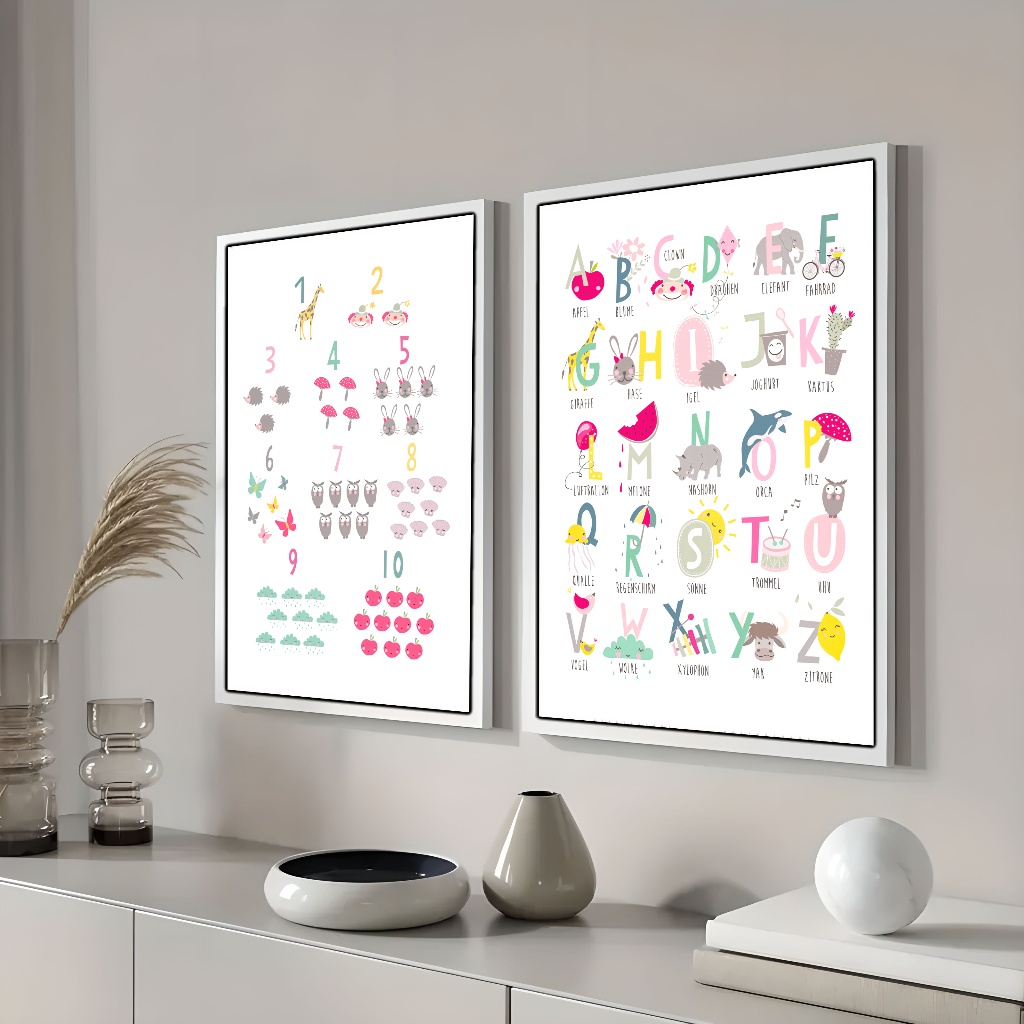 1 2
3 4 5
6 7 8
9 10
A B C D E F
APFEL BLUME CLOWN DRACHEN ELEFANT FAHRRAD
G H I J K
GIRAFFE HASE IGEL JOGHURT KAKTUS
L M N O P
LUFTBALLON MELONE NASHORN ORCA PILZ
Q R S T U
QUALLE REGENSCHIRM SONNE TROMMEL UHU
V W X Y Z
VOGEL WOLKE XYLOPHON YAK ZITRONE